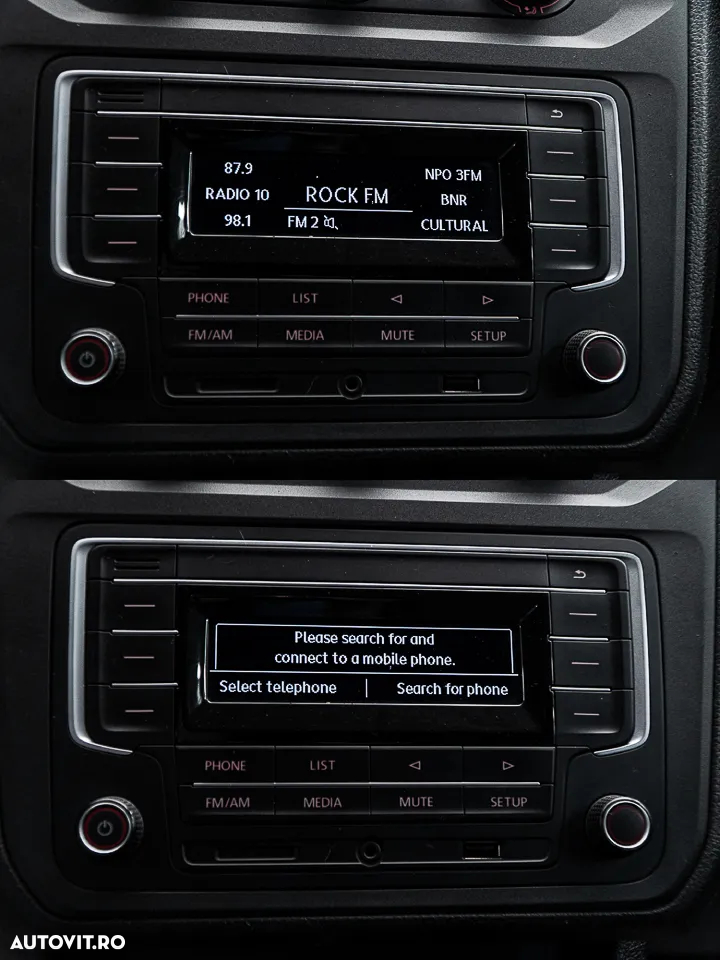 87.9
NPO 3FM
RADIO 10
ROCK FM
BNR
98.1
FM 2
CULTURAL
PHONE LIST
FM/AM MEDIA MUTE SETUP
Please search for and
connect to a mobile phone.
Select telephone | Search for phone
PHONE LIST
FM/AM MEDIA MUTE SETUP
AUTOVIT.RO